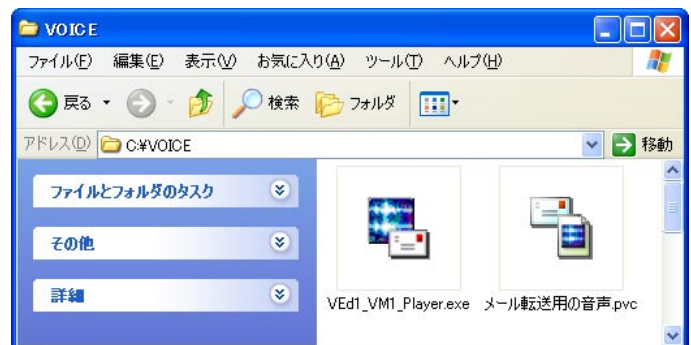 VOICE
ファイル(F) 編集(E) 表示(V) お気に入り(A) ツール(T) ヘルプ(H)
戻る 検索 フォルダ
アドレス(D) C:¥VOICE 移動
ファイルとフォルダのタスク
その他
詳細
VEd1_VM1_Player.exe メール転送用の音声.pvc